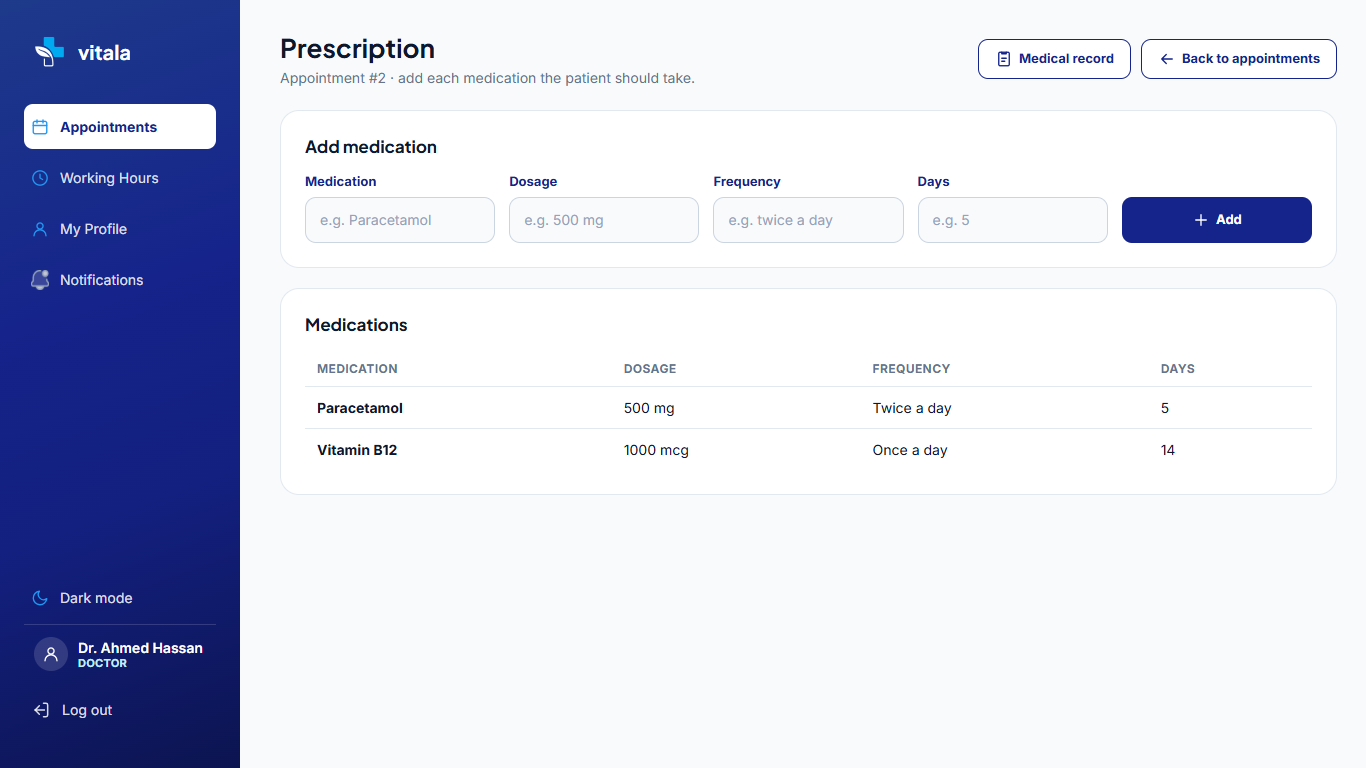 vitala
Appointments
Working Hours
My Profile
Notifications
Dark mode
Dr. Ahmed Hassan
DOCTOR
Log out
Prescription
Appointment #2 · add each medication the patient should take.
Medical record
Back to appointments
Add medication
Medication Dosage Frequency Days
e.g. Paracetamol e.g. 500 mg e.g. twice a day e.g. 5 + Add
Medications
MEDICATION DOSAGE FREQUENCY DAYS
Paracetamol 500 mg Twice a day 5
Vitamin B12 1000 mcg Once a day 14